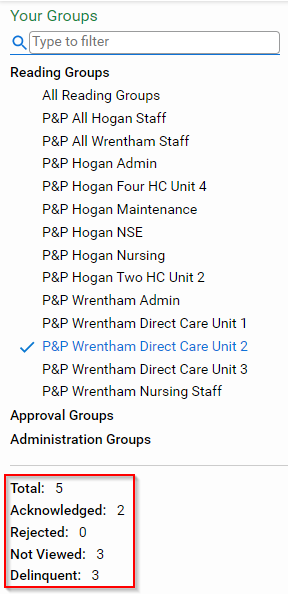 Your Groups
Type to filter
Reading Groups
All Reading Groups
P&P All Hogan Staff
P&P All Wrentham Staff
P&P Hogan Admin
P&P Hogan Four HC Unit 4
P&P Hogan Maintenance
P&P Hogan NSE
P&P Hogan Nursing
P&P Hogan Two HC Unit 2
P&P Wrentham Admin
P&P Wrentham Direct Care Unit 1
P&P Wrentham Direct Care Unit 2
P&P Wrentham Direct Care Unit 3
P&P Wrentham Nursing Staff
Approval Groups
Administration Groups
Total: 5
Acknowledged: 2
Rejected: 0
Not Viewed: 3
Delinquent: 3